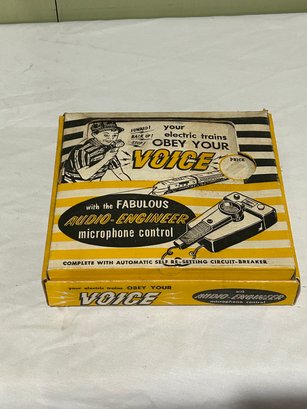 FORWARD!
BACK UP!
STOP!
your
electric trains
OBEY YOUR
VOICE
PRICE
with the FABULOUS
AUDIO-ENGINEER
microphone control
COMPLETE WITH AUTOMATIC SELF RE-SETTING CIRCUIT-BREAKER
your electric trains OBEY YOUR
VOICE
with
AUDIO-ENGINEER
microphone control